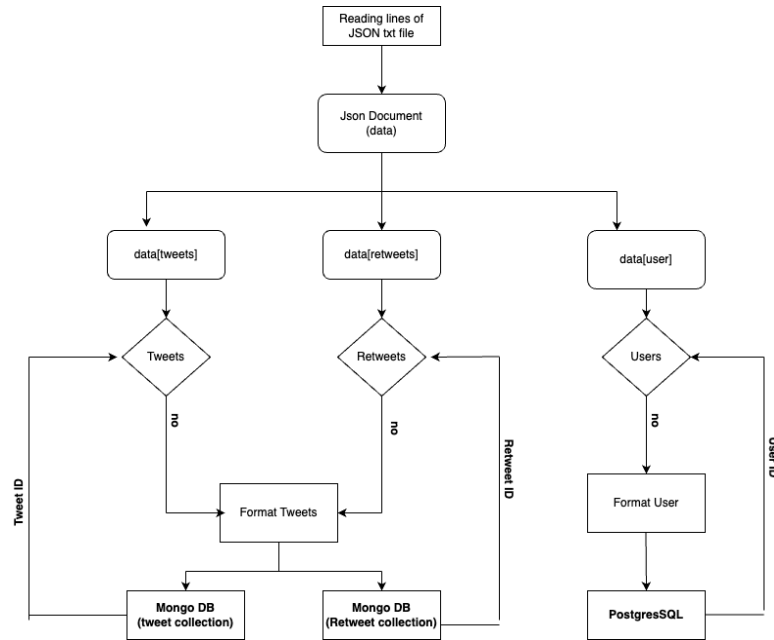 Reading lines of
JSON txt file
Json Document
(data)
data[tweets]
data[retweets]
data[user]
Tweets
Retweets
Users
no
no
no
Tweet ID
Retweet ID
User ID
Format Tweets
Format User
Mongo DB
(tweet collection)
Mongo DB
(Retweet collection)
PostgresSQL